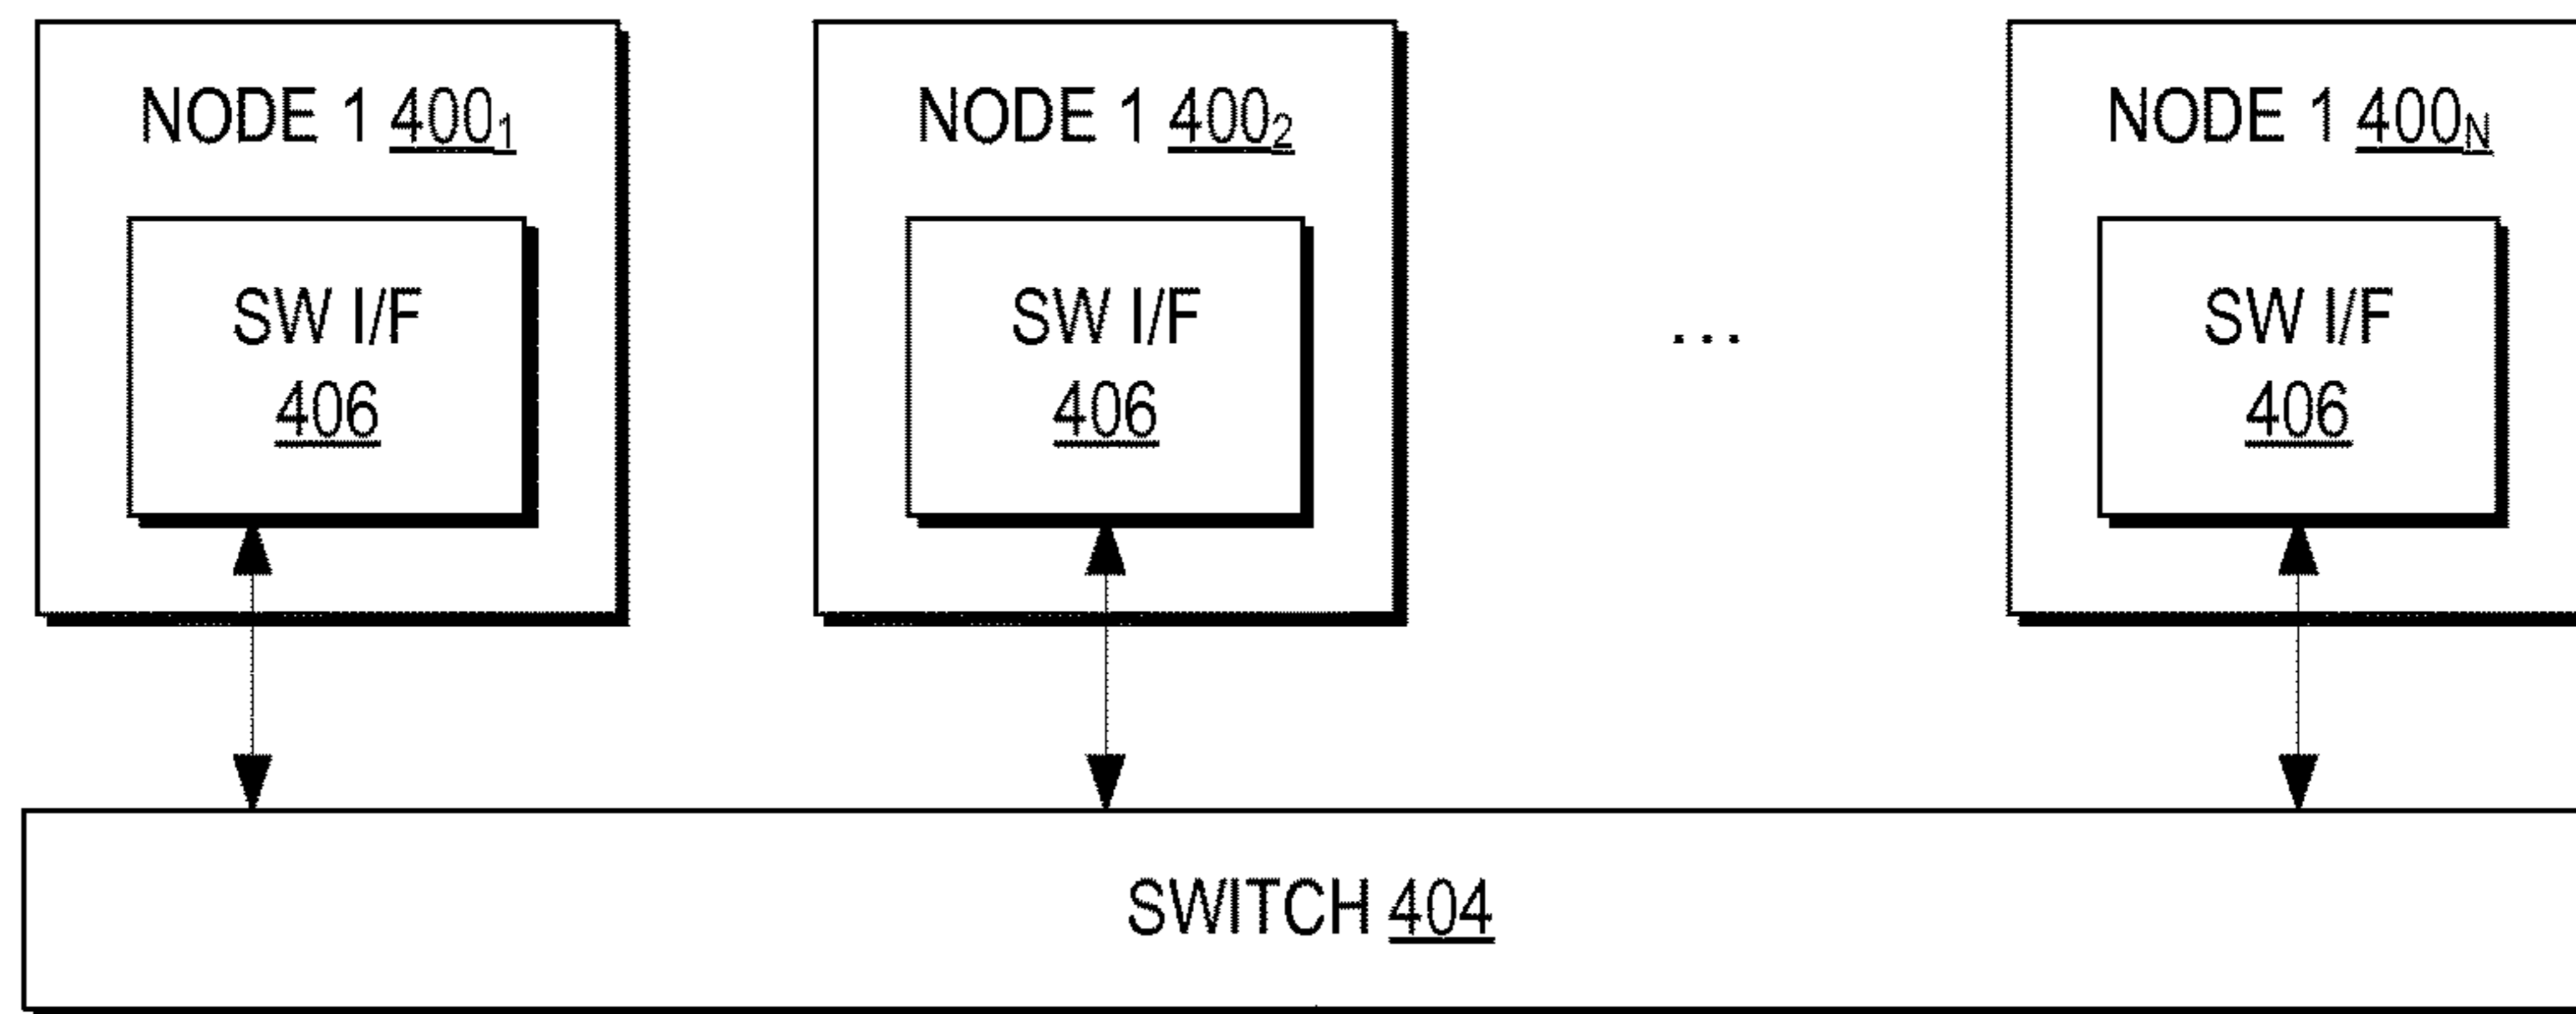 NODE 1 400₁
SW I/F
406
NODE 1 400₂
SW I/F
406
...
NODE 1 400N
SW I/F
406
SWITCH 404